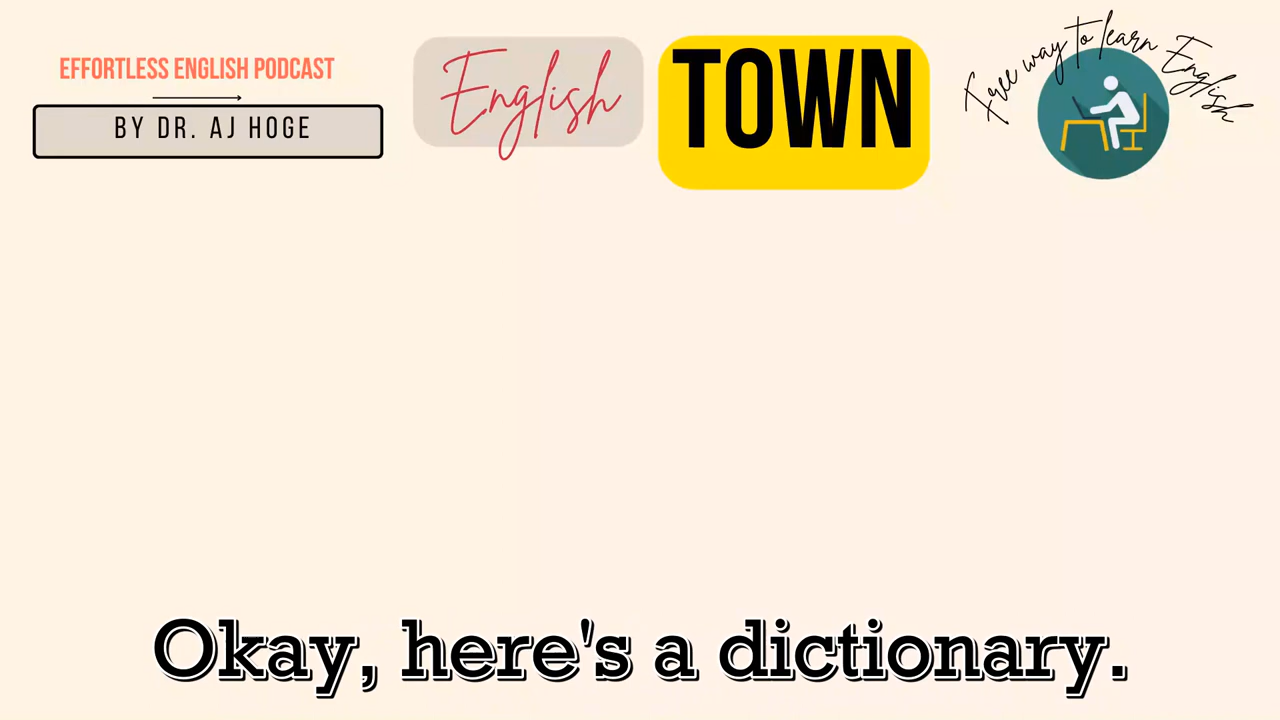 EFFORTLESS ENGLISH PODCAST
BY DR. AJ HOGE
English
TOWN
Free way to learn English
Okay, here's a dictionary.